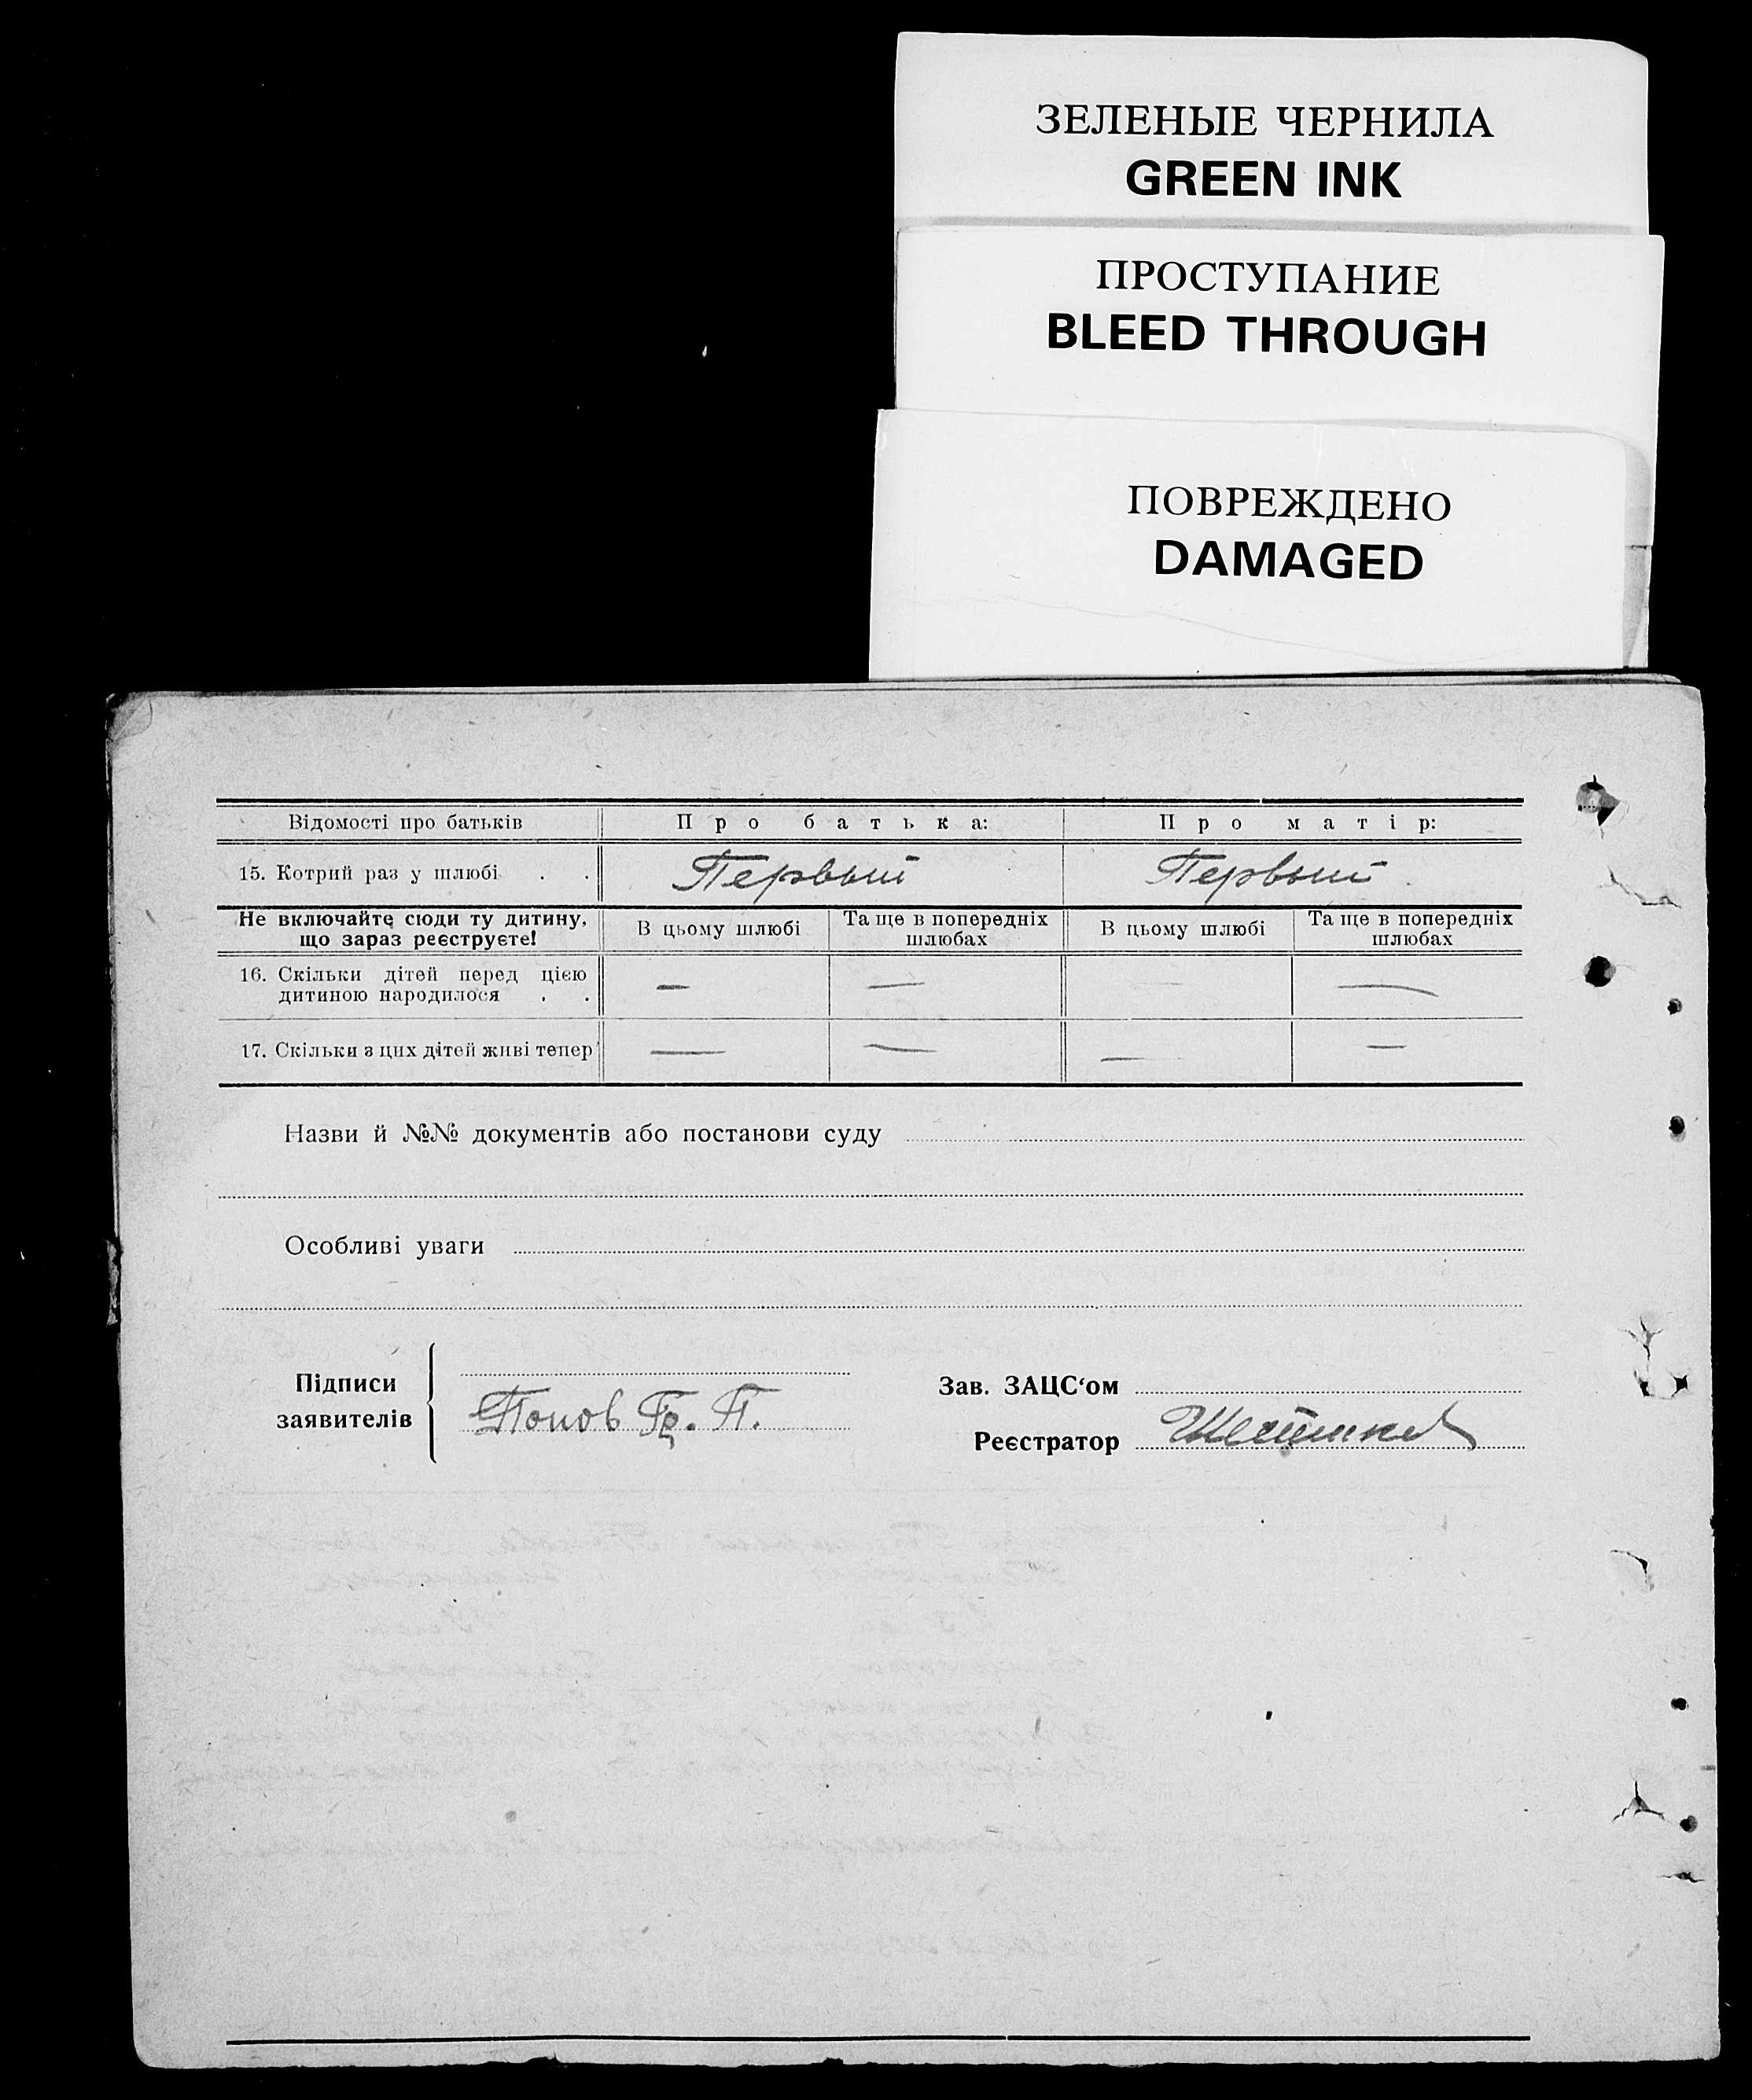 ЗЕЛЕНЫЕ ЧЕРНИЛА
GREEN INK
ПРОСТУПАНИЕ
BLEED THROUGH
ПОВРЕЖДЕНО
DAMAGED
Відомості про батьків Про батька: Про матір:
15. Котрий раз у шлюбі . . Первый Первый
Не включайте сюди ту дитину,
що зараз реєструєте!
В цьому шлюбі
Та ще в попередніх
шлюбах
В цьому шлюбі
Та ще в попередніх
шлюбах
16. Скільки дітей перед цією
дитиною народилося . . — — — —
17. Скільки з цих дітей живі тепер — — — —
Назви й №№ документів або постанови суду
Особливі уваги
Підписи
заявителів
Попов Гр. П.
Зав. ЗАЦС‘ом
Реєстратор